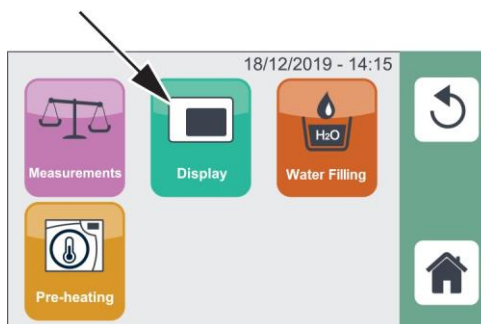 18/12/2019 - 14:15
Measurements
Display
H2O
Water Filling
Pre-heating